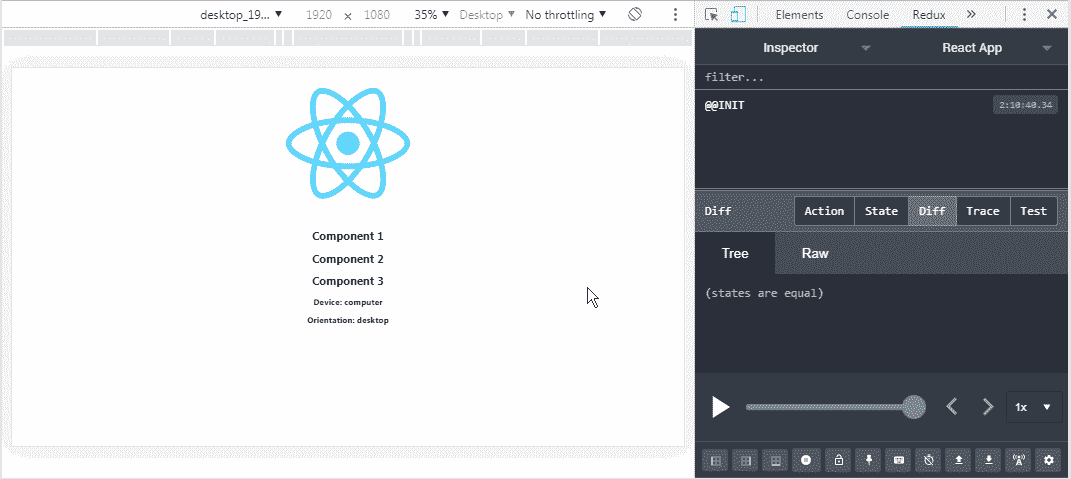 desktop_19... ▼ 1920 x 1080 35% ▼ Desktop ▼ No throttling ▼
Component 1
Component 2
Component 3
Device: computer
Orientation: desktop
Elements Console Redux »
Inspector React App
filter...
@@INIT 2:10:40.34
Diff Action State Diff Trace Test
Tree Raw
(states are equal)
1x